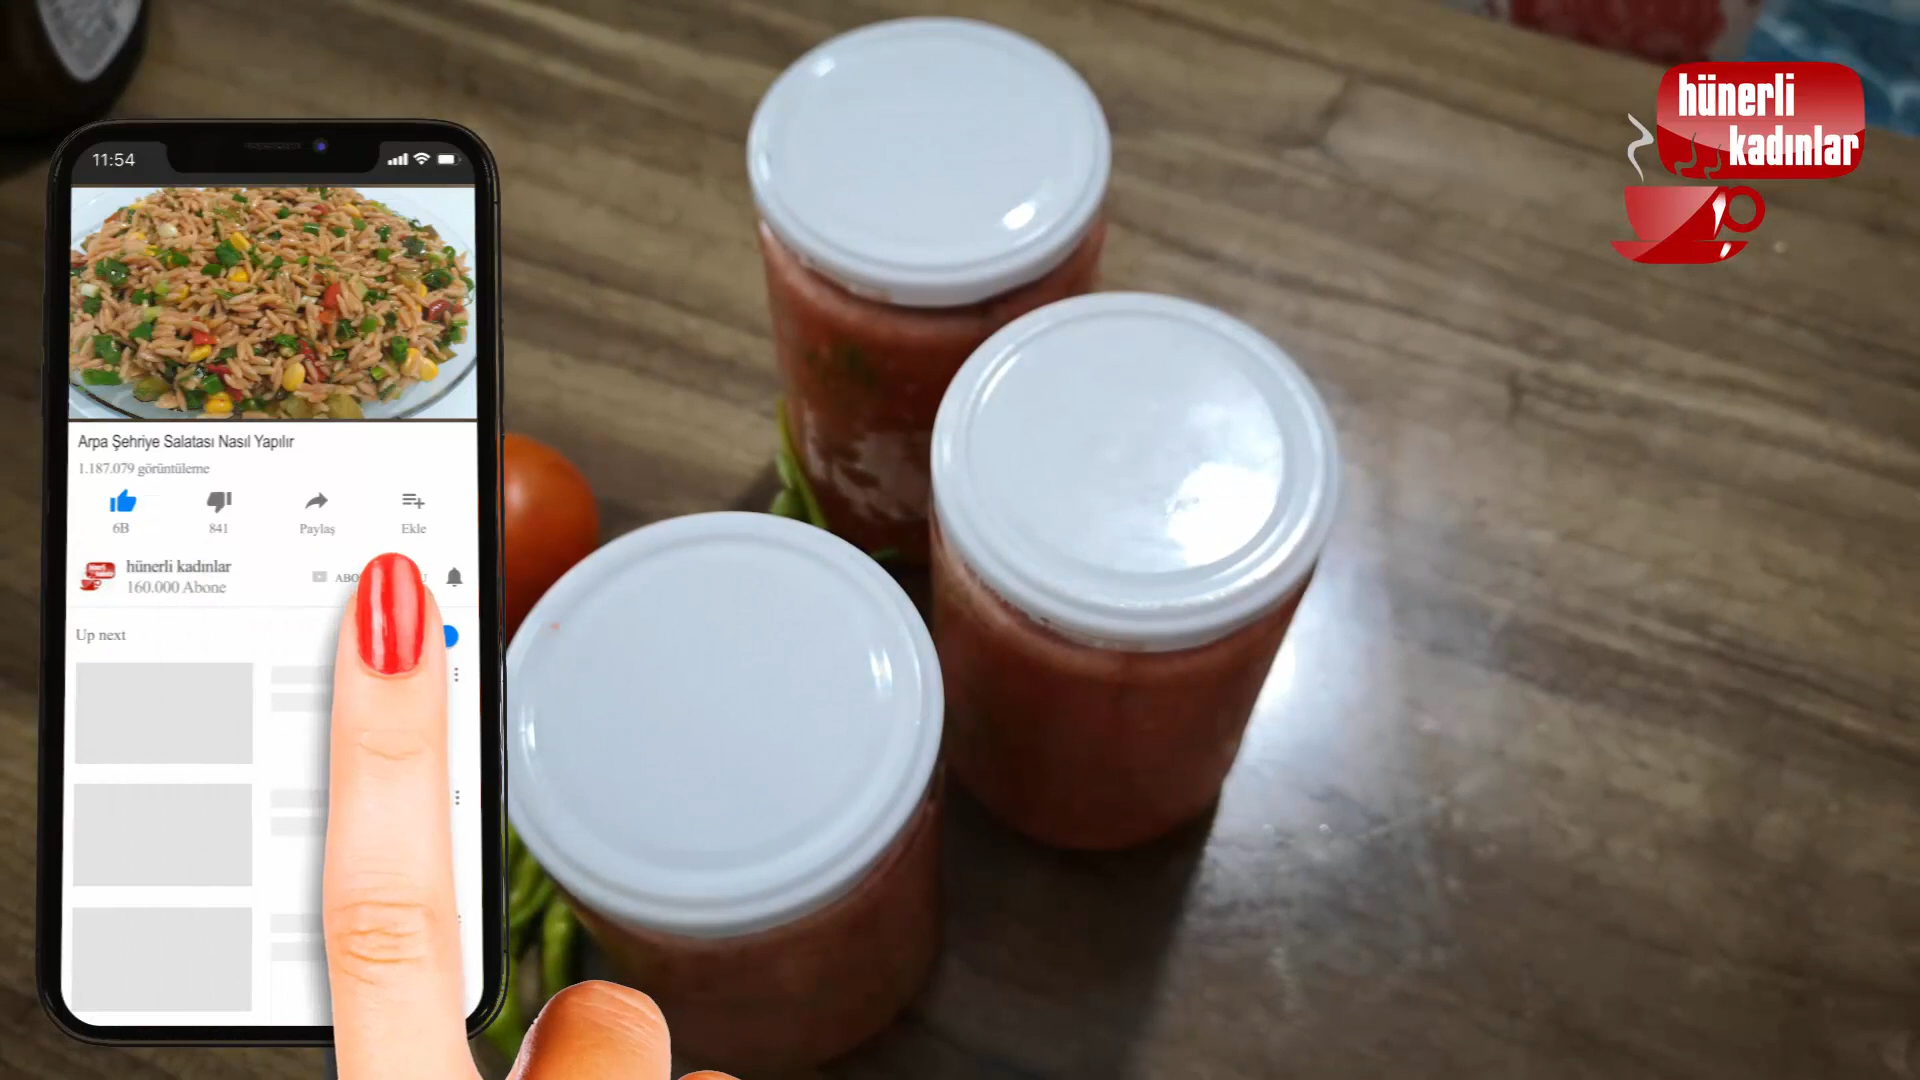 11:54
Arpa Şehriye Salatası Nasıl Yapılır
1.187.079 görüntüleme
6B
841
Paylaş
Ekle
hünerli kadınlar
160.000 Abone
Up next
hünerli
kadınlar